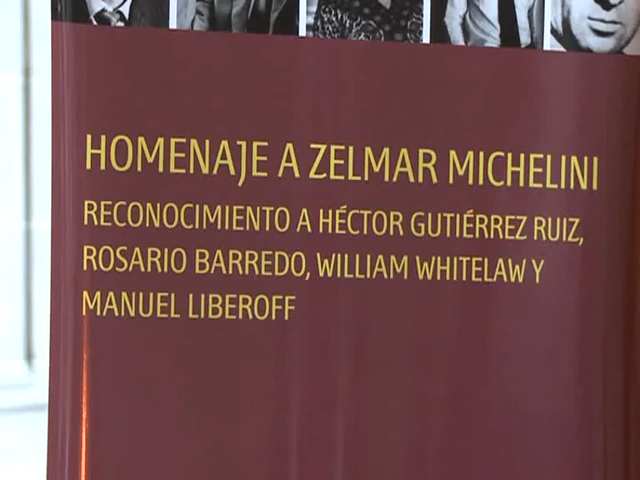 HOMENAJE A ZELMAR MICHELINI
RECONOCIMIENTO A HÉCTOR GUTIÉRREZ RUIZ,
ROSARIO BARREDO, WILLIAM WHITELAW Y
MANUEL LIBEROFF